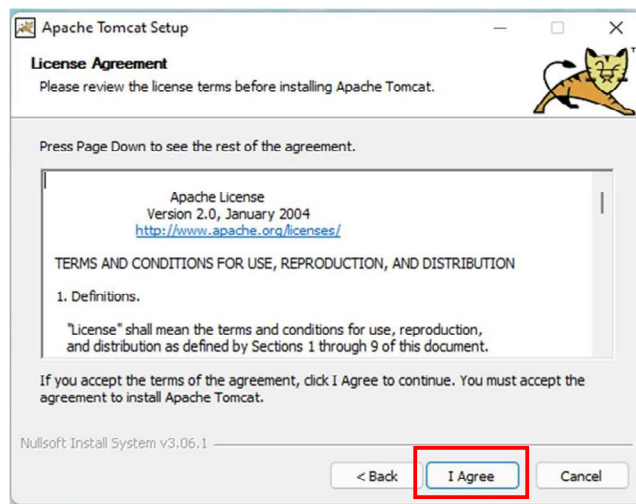 Apache Tomcat Setup
License Agreement
Please review the license terms before installing Apache Tomcat.
TM
Press Page Down to see the rest of the agreement.
Apache License
Version 2.0, January 2004
http://www.apache.org/licenses/
TERMS AND CONDITIONS FOR USE, REPRODUCTION, AND DISTRIBUTION
1. Definitions.
"License" shall mean the terms and conditions for use, reproduction,
and distribution as defined by Sections 1 through 9 of this document.
If you accept the terms of the agreement, click I Agree to continue. You must accept the
agreement to install Apache Tomcat.
Nullsoft Install System v3.06.1
< Back I Agree Cancel